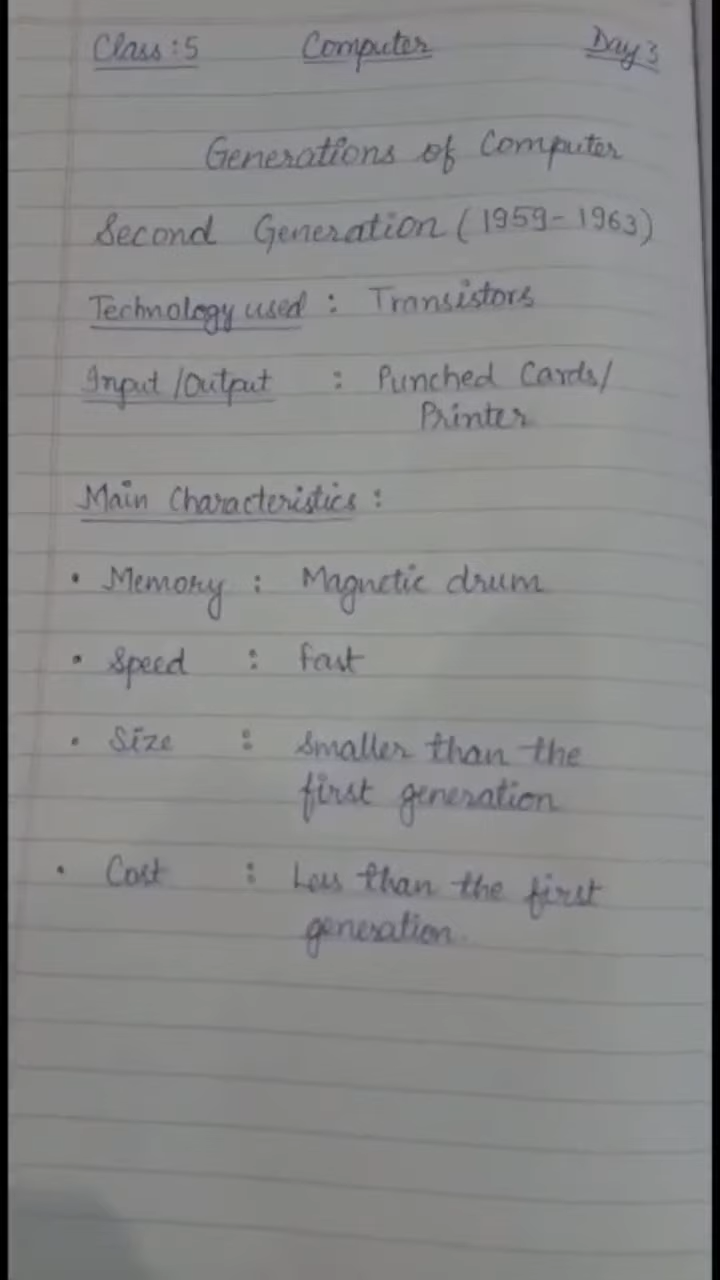 Class : 5 Computer Day 3
Generations of Computer
Second Generation (1959-1963)
Technology used : Transistors
Input /Output : Punched Cards/
Printer
Main Characteristics :
• Memory : Magnetic drum
• Speed : Fast
• Size : Smaller than the
first generation
• Cost : Less than the first
generation.